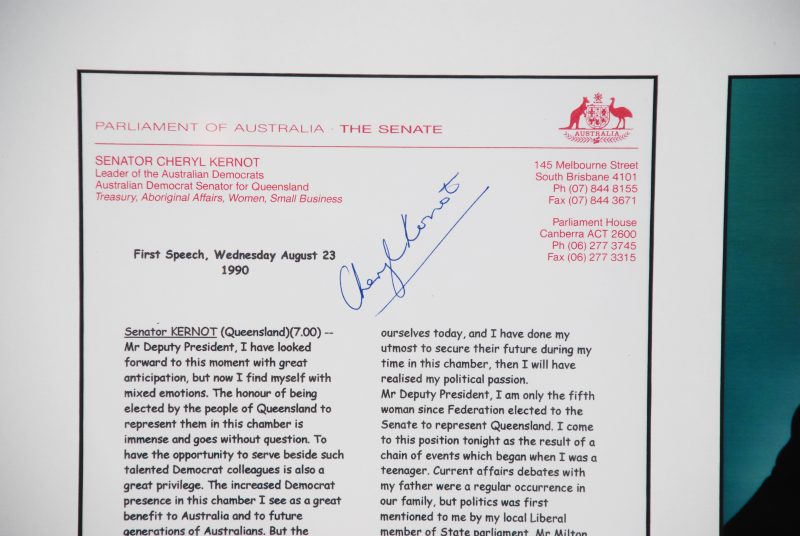 PARLIAMENT OF AUSTRALIA · THE SENATE
AUSTRALIA
SENATOR CHERYL KERNOT
Leader of the Australian Democrats
Australian Democrat Senator for Queensland
Treasury, Aboriginal Affairs, Women, Small Business
145 Melbourne Street
South Brisbane 4101
Ph (07) 844 8155
Fax (07) 844 3671
Parliament House
Canberra ACT 2600
Ph (06) 277 3745
Fax (06) 277 3315
Cheryl Kernot
First Speech, Wednesday August 23
1990
Senator KERNOT (Queensland)(7.00) --
Mr Deputy President, I have looked
forward to this moment with great
anticipation, but now I find myself with
mixed emotions. The honour of being
elected by the people of Queensland to
represent them in this chamber is
immense and goes without question. To
have the opportunity to serve beside such
talented Democrat colleagues is also a
great privilege. The increased Democrat
presence in this chamber I see as a great
benefit to Australia and to future
generations of Australians. But the
ourselves today, and I have done my
utmost to secure their future during my
time in this chamber, then I will have
realised my political passion.
Mr Deputy President, I am only the fifth
woman since Federation elected to the
Senate to represent Queensland. I come
to this position tonight as the result of a
chain of events which began when I was a
teenager. Current affairs debates with
my father were a regular occurrence in
our family, but politics was first
mentioned to me by my local Liberal
member of State parliament, Mr Milton